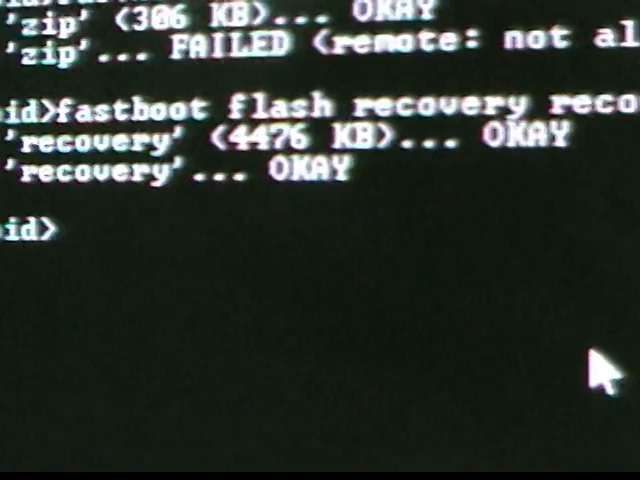 'zip' (306 KB)... OKAY
'zip'... FAILED (remote: not al
id>fastboot flash recovery reco
'recovery' (4476 KB)... OKAY
'recovery'... OKAY
id>